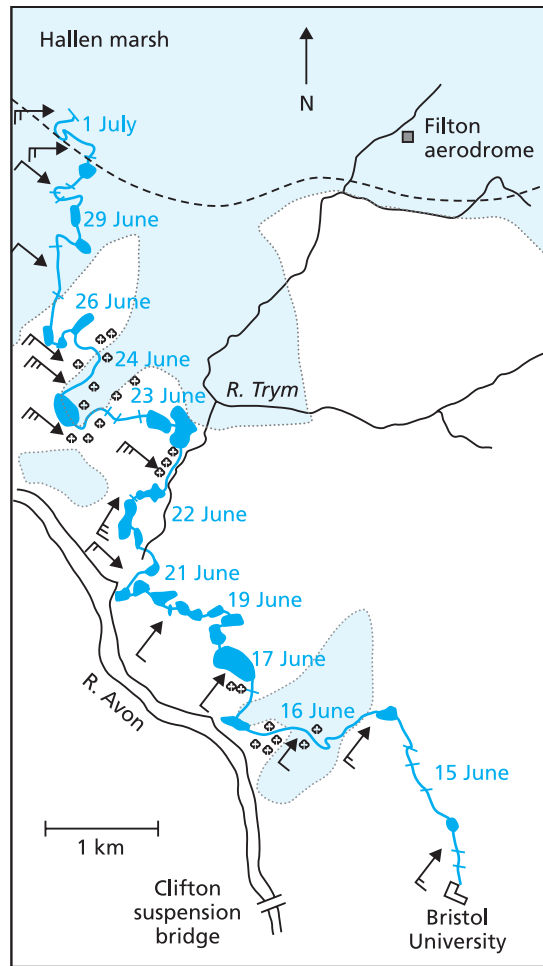 Hallen marsh
N
1 July
Filton
aerodrome
29 June
26 June
24 June
23 June
R. Trym
22 June
21 June
19 June
17 June
R. Avon
16 June
15 June
1 km
Clifton
suspension
bridge
Bristol
University